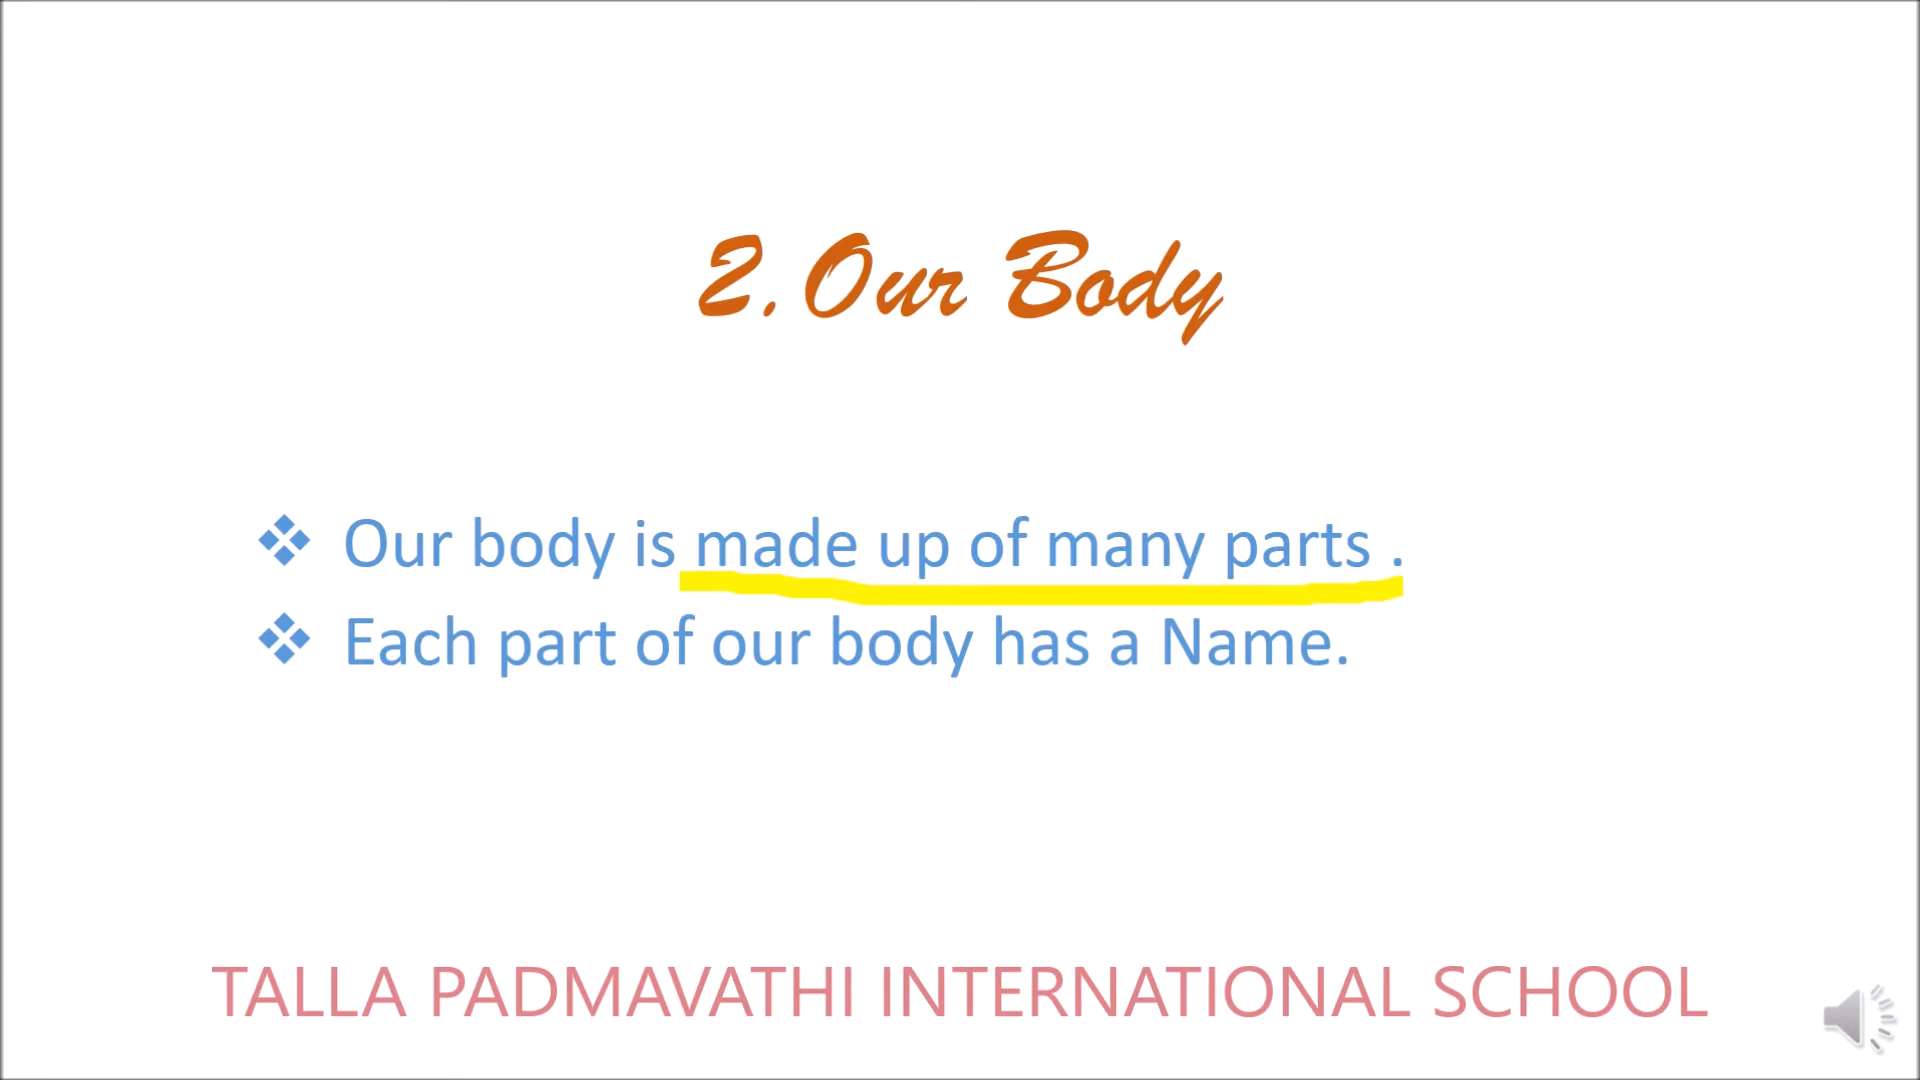 2. Our Body
❖ Our body is made up of many parts .
❖ Each part of our body has a Name.
TALLA PADMAVATHI INTERNATIONAL SCHOOL